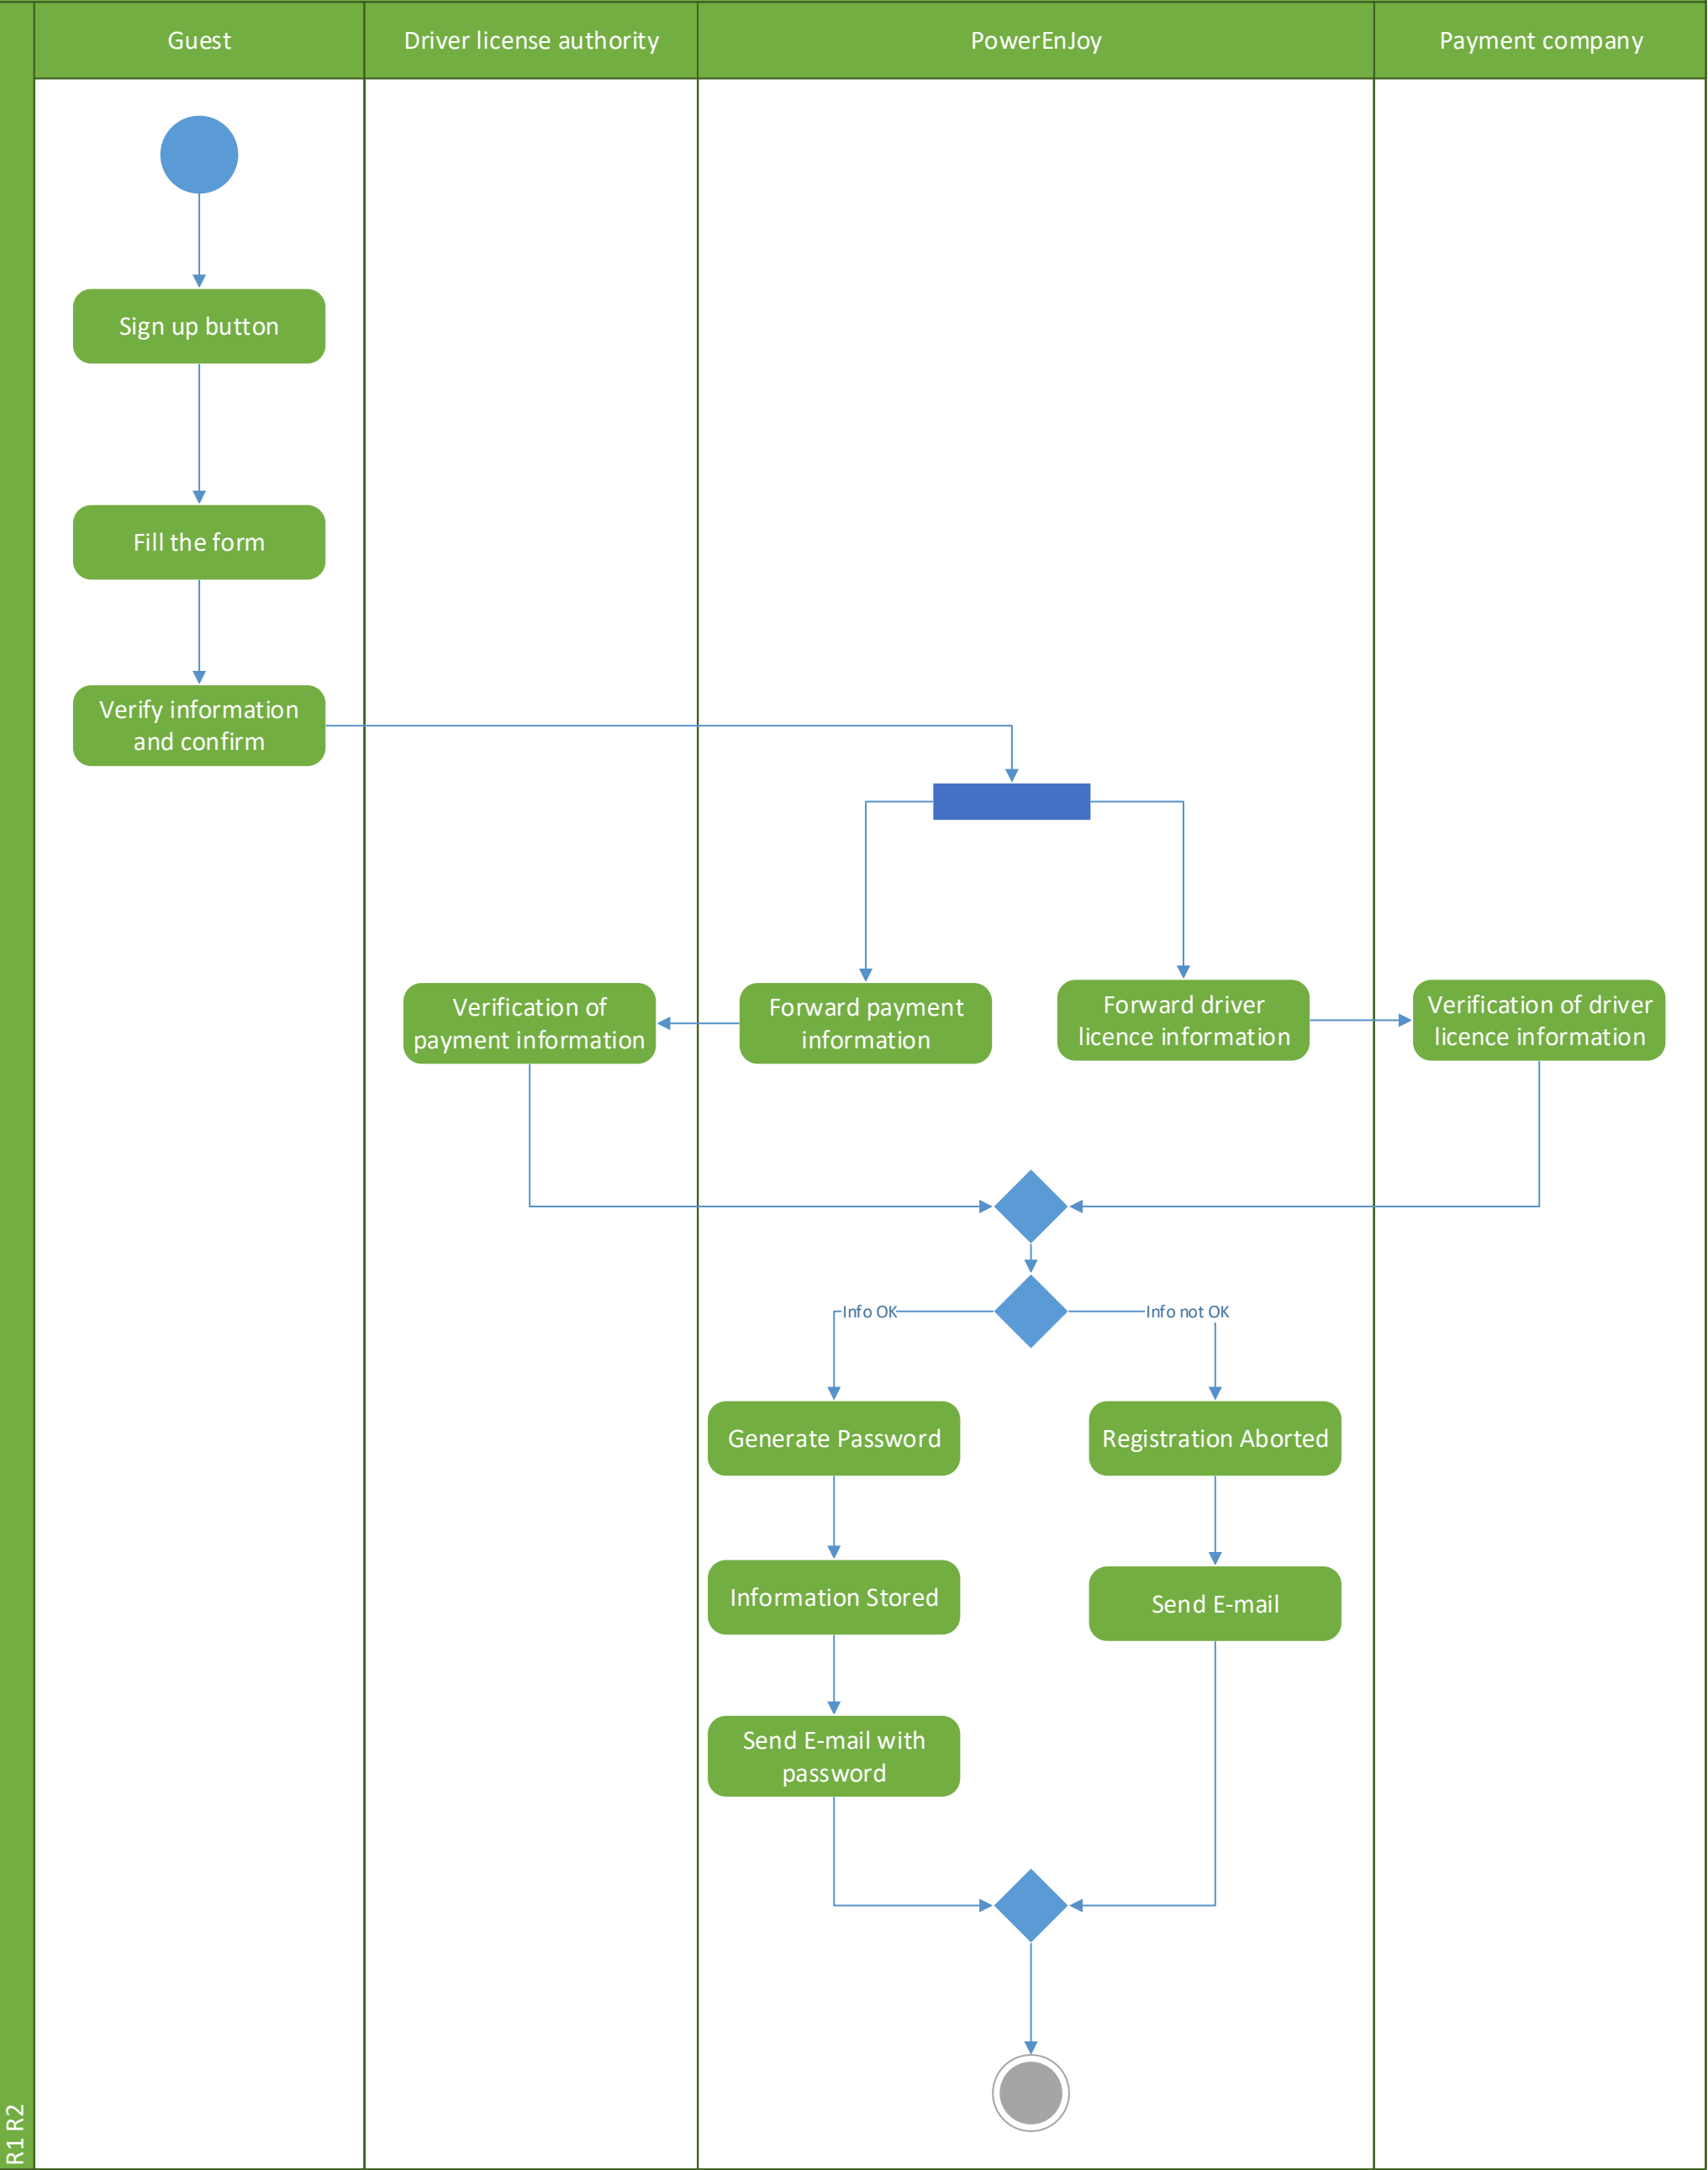 Guest
Driver license authority
PowerEnJoy
Payment company
Sign up button
Fill the form
Verify information
and confirm
Verification of
payment information
Forward payment
information
Forward driver
licence information
Verification of driver
licence information
Info OK
Info not OK
Generate Password
Registration Aborted
Information Stored
Send E-mail
Send E-mail with
password
R1 R2